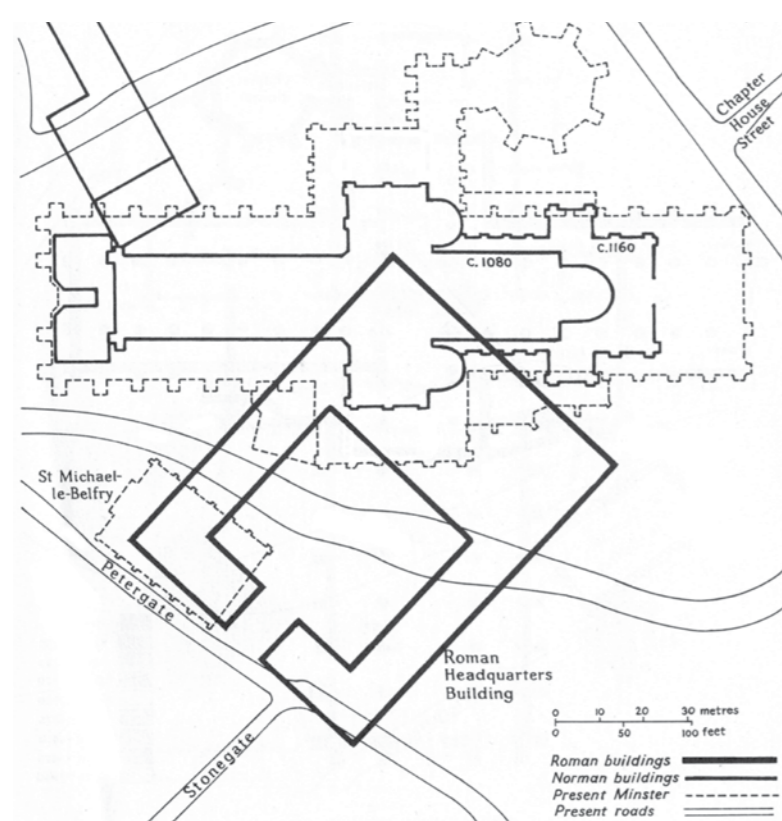 Chapter
House
Street
c. 1080
c. 1160
St Michael-
le-Belfry
Petergate
Roman
Headquarters
Building
Stonegate
0 10 20 30 metres
0 50 100 feet
Roman buildings
Norman buildings
Present Minster
Present roads